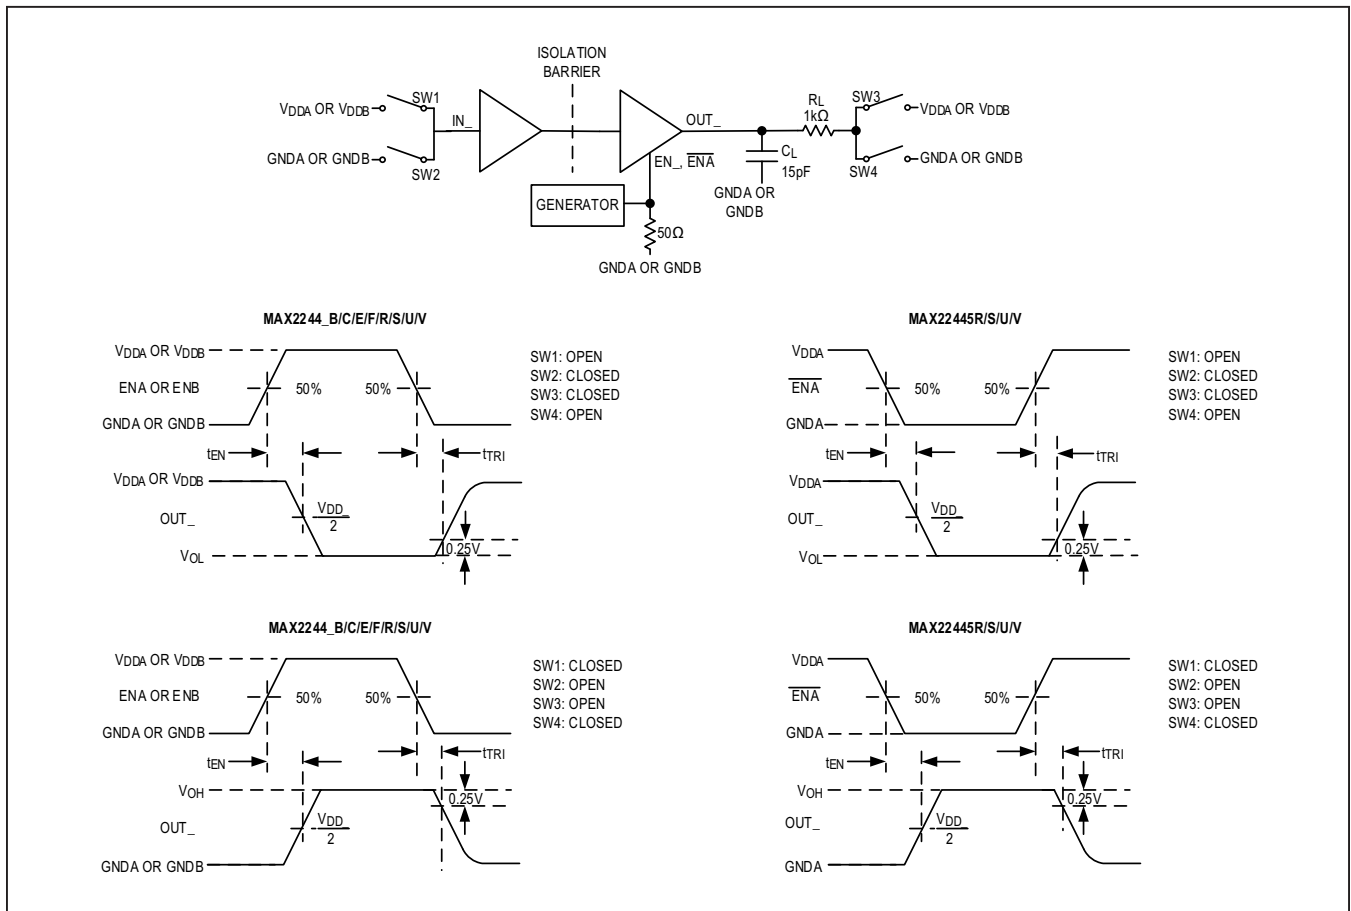 ISOLATION
BARRIER
VDDA OR VDDB
SW1
IN_
OUT_
RL
1kΩ
SW3
VDDA OR VDDB
GNDA OR GNDB
SW2
EN_, ENA
CL
15pF
SW4
GNDA OR GNDB
GENERATOR
50Ω
GNDA OR
GNDB
GNDA OR GNDB
MAX2244_B/C/E/F/R/S/U/V
VDDA OR VDDB
ENA OR ENB
50%
50%
GNDA OR GNDB
tEN
tTRI
VDDA OR VDDB
OUT_
VDD_
2
0.25V
VOL
SW1: OPEN
SW2: CLOSED
SW3: CLOSED
SW4: OPEN
MAX22445R/S/U/V
VDDA
ENA
50%
50%
GNDA
tEN
tTRI
VDDA
OUT_
VDD_
2
0.25V
VOL
SW1: OPEN
SW2: CLOSED
SW3: CLOSED
SW4: OPEN
MAX2244_B/C/E/F/R/S/U/V
VDDA OR VDDB
ENA OR ENB
50%
50%
GNDA OR GNDB
tEN
tTRI
VOH
0.25V
OUT_
VDD_
2
GNDA OR GNDB
SW1: CLOSED
SW2: OPEN
SW3: OPEN
SW4: CLOSED
MAX22445R/S/U/V
VDDA
ENA
50%
50%
GNDA
tEN
tTRI
VOH
0.25V
OUT_
VDD_
2
GNDA
SW1: CLOSED
SW2: OPEN
SW3: OPEN
SW4: CLOSED